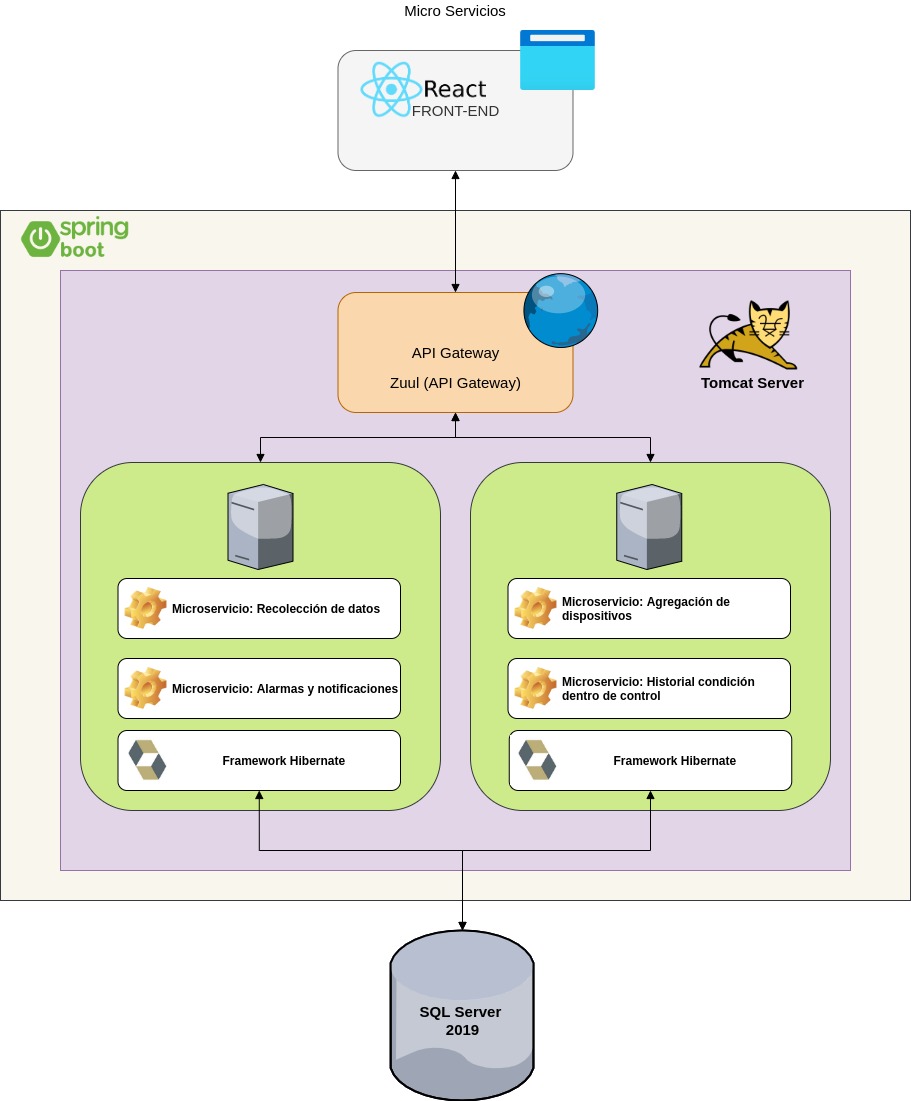 Micro Servicios
React
FRONT-END
spring
boot
API Gateway
Zuul (API Gateway)
Tomcat Server
Microservicio: Recolección de datos
Microservicio: Alarmas y notificaciones
Framework Hibernate
Microservicio: Agregación de
dispositivos
Microservicio: Historial condición
dentro de control
Framework Hibernate
SQL Server
2019